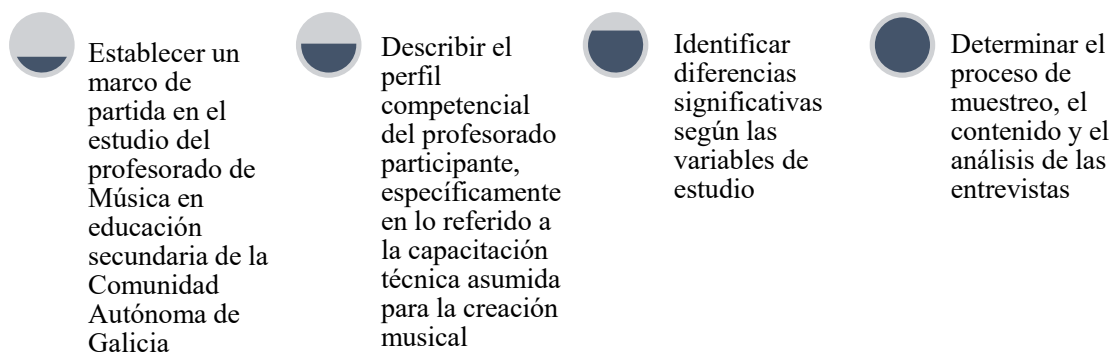 Establecer un
marco de
partida en el
estudio del
profesorado de
Música en
educación
secundaria de la
Comunidad
Autónoma de
Galicia
Describir el
perfil
competencial
del profesorado
participante,
específicamente
en lo referido a
la capacitación
técnica asumida
para la creación
musical
Identificar
diferencias
significativas
según las
variables de
estudio
Determinar el
proceso de
muestreo, el
contenido y el
análisis de las
entrevistas